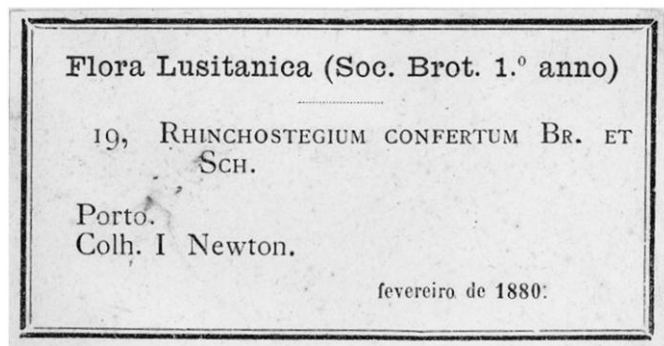 Flora Lusitanica (Soc. Brot. 1.º anno)
19, RHINCHOSTEGIUM CONFERTUM BR. ET
SCH.
Porto.
Colh. I Newton.
fevereiro de 1880.